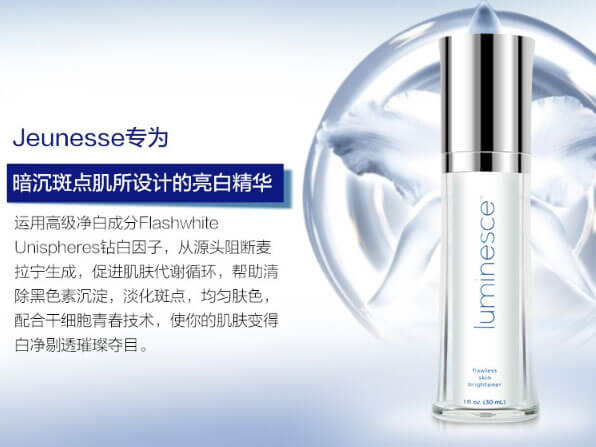 Jeunesse专为
暗沉斑点肌所设计的亮白精华
运用高级净白成分Flashwhite
Unispheres钻白因子，从源头阻断麦
拉宁生成，促进肌肤代谢循环，帮助清
除黑色素沉淀，淡化斑点，均匀肤色，
配合干细胞青春技术，使你的肌肤变得
白净剔透璀璨夺目。
luminesce™
flawless
skin
brightener
1 fl oz. (30 mL)